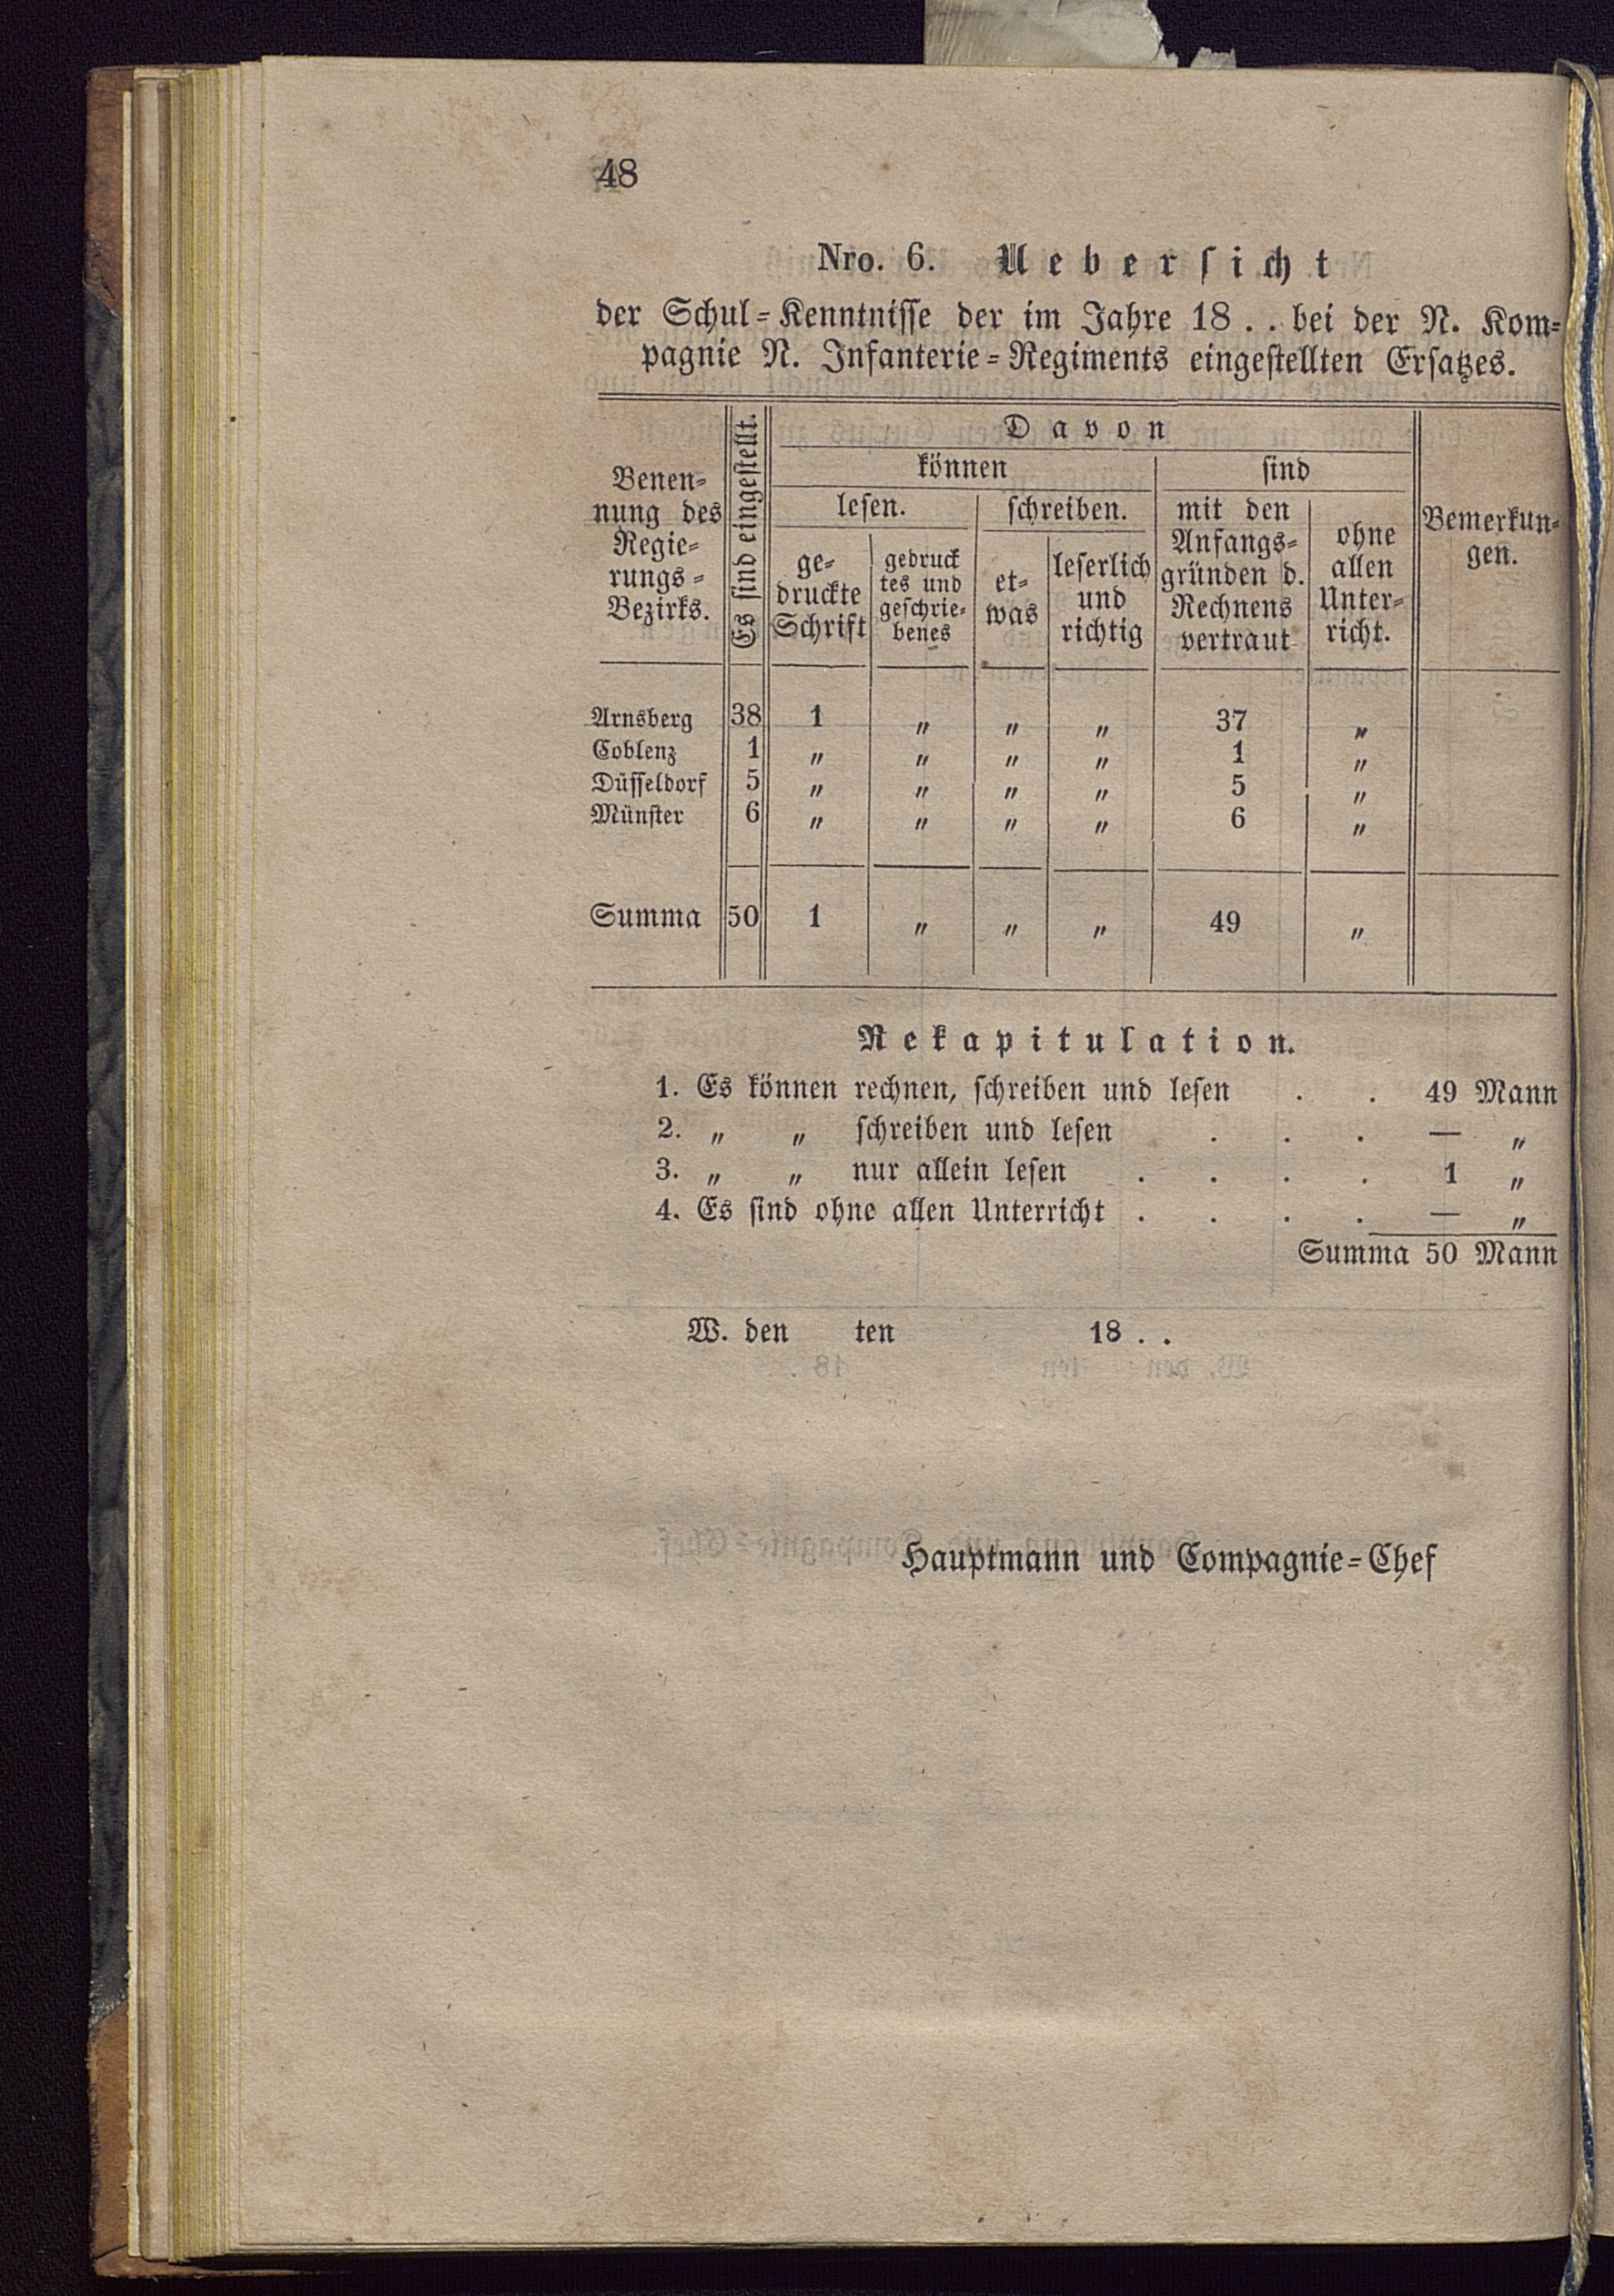 48
Nro. 6. Uebersicht
der Schul=Kenntnisse der im Jahre 18 . . bei der N. Kom=
pagnie N. Infanterie=Regiments eingestellten Ersatzes.
Benen=
nung des
Regie=
rungs=
Bezirks.
Es sind eingestellt.
Davon
können
sind
lesen.
schreiben.
ge=
druckte
Schrift
gedruck
tes und
geschrie=
benes
et=
was
leserlich
und
richtig
mit den
Anfangs=
gründen d.
Rechnens
vertraut
ohne
allen
Unter=
richt.
Bemerkun=
gen.
Arnsberg 38 1 „ „ „ 37 „
Coblenz 1 „ „ „ „ 1 „
Düsseldorf 5 „ „ „ „ 5 „
Münster 6 „ „ „ „ 6 „
Summa 50 1 „ „ „ 49 „
Rekapitulation.
1. Es können rechnen, schreiben und lesen . . 49 Mann
2. „ „ schreiben und lesen . . . — „
3. „ „ nur allein lesen . . . . 1 „
4. Es sind ohne allen Unterricht . . . . — „
Summa 50 Mann
W. den ten 18 . .
Hauptmann und Compagnie=Chef